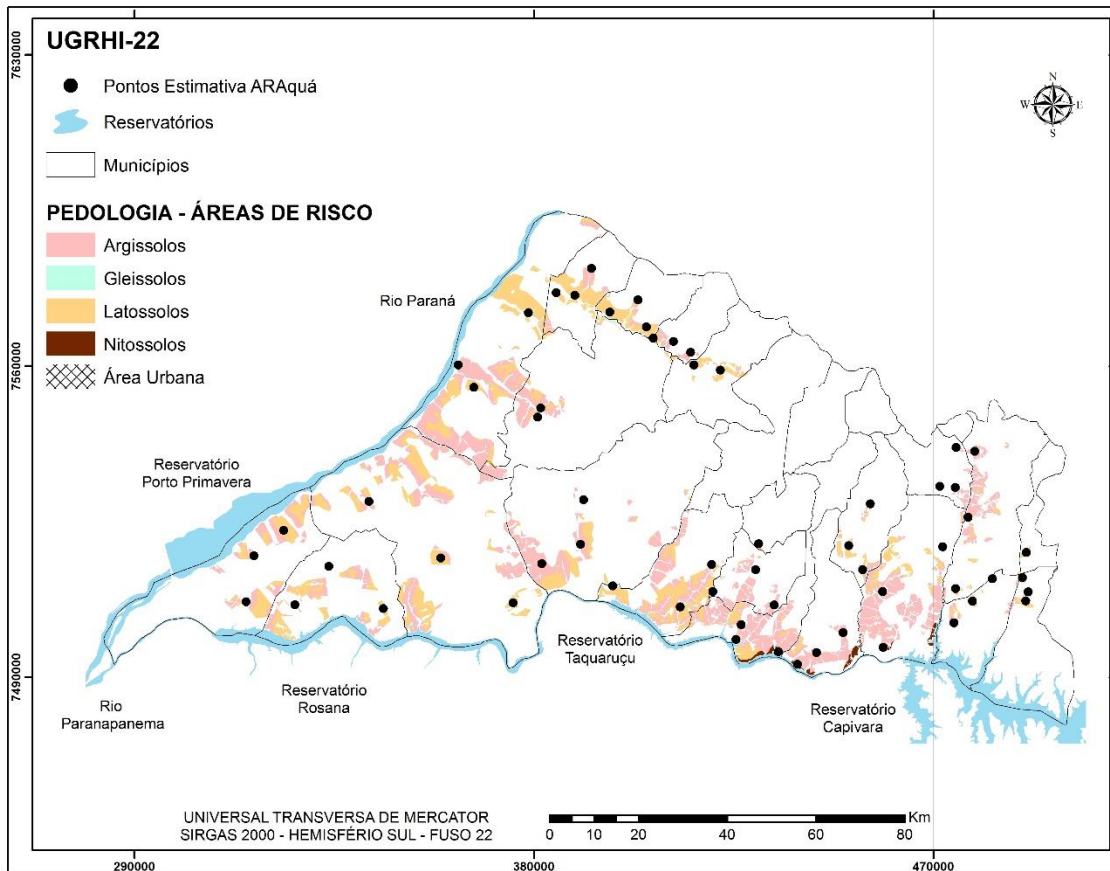 UGRHI-22
Pontos Estimativa ARAquá
Reservatórios
Municípios
PEDOLOGIA - ÁREAS DE RISCO
Argissolos
Gleissolos
Latossolos
Nitossolos
Área Urbana
N
W
E
S
7630000
7560000
7490000
Rio Paraná
Reservatório
Porto Primavera
Rio
Paranapanema
Reservatório
Rosana
Reservatório
Taquaruçu
Reservatório
Capivara
UNIVERSAL TRANSVERSA DE MERCATOR
SIRGAS 2000 - HEMISFÉRIO SUL - FUSO 22
Km
0 10 20 40 60 80
290000 380000 470000